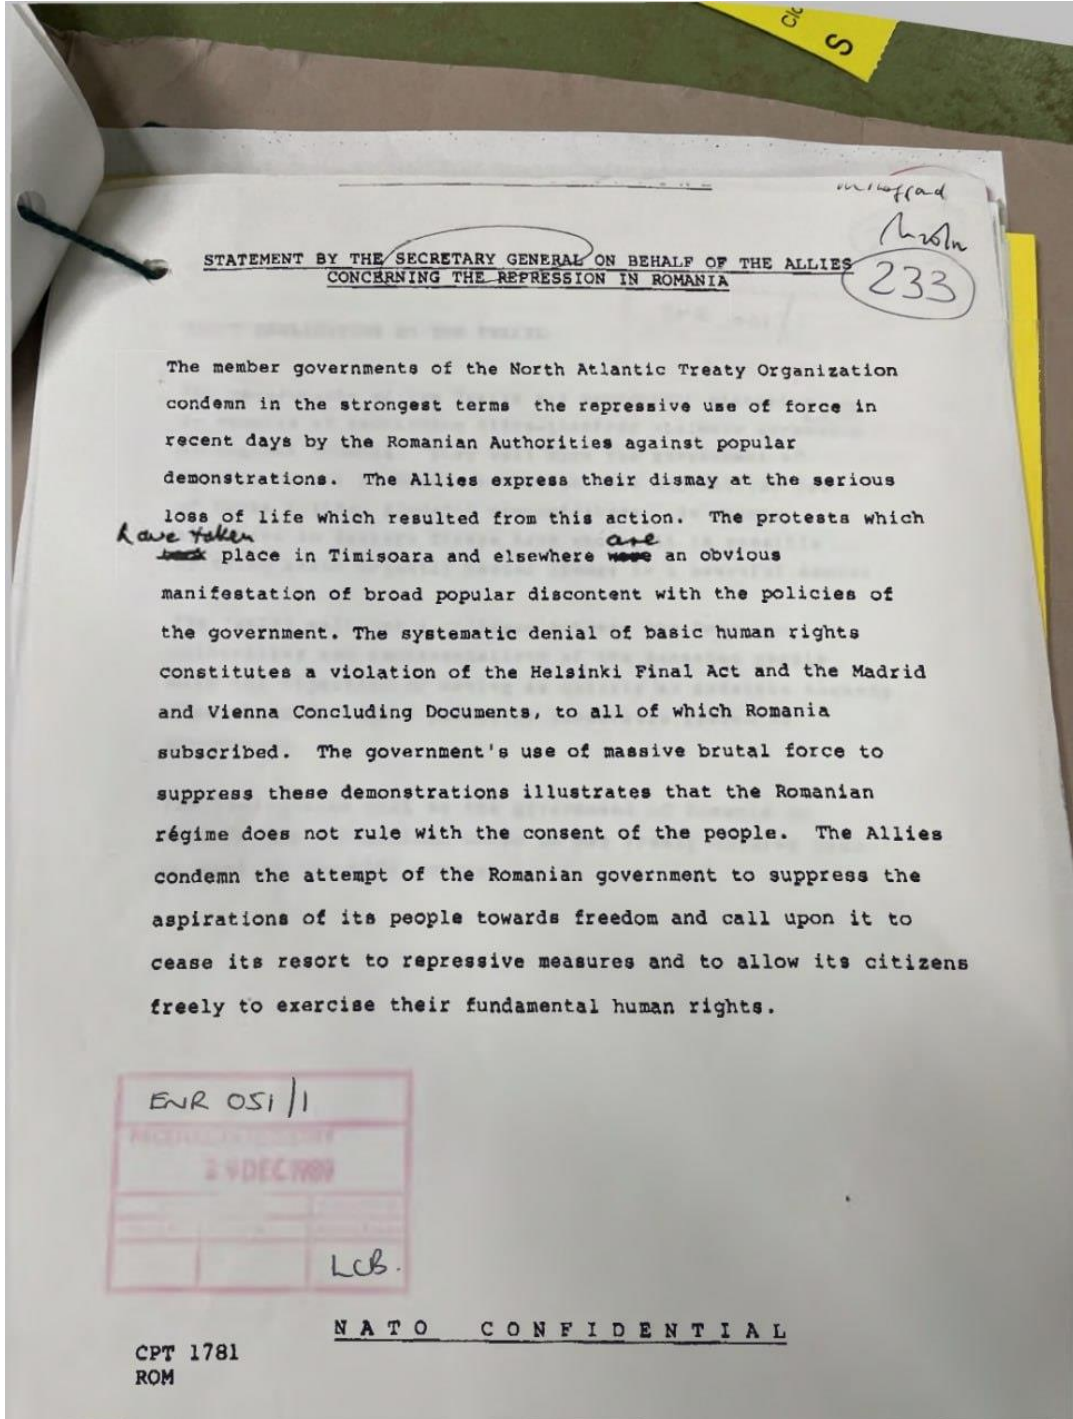 Clo
S
STATEMENT BY THE SECRETARY GENERAL ON BEHALF OF THE ALLIES
CONCERNING THE REPRESSION IN ROMANIA
233
The member governments of the North Atlantic Treaty Organization
condemn in the strongest terms the repressive use of force in
recent days by the Romanian Authorities against popular
demonstrations. The Allies express their dismay at the serious
loss of life which resulted from this action. The protests which
have taken are
place in Timişoara and elsewhere an obvious
manifestation of broad popular discontent with the policies of
the government. The systematic denial of basic human rights
constitutes a violation of the Helsinki Final Act and the Madrid
and Vienna Concluding Documents, to all of which Romania
subscribed. The government's use of massive brutal force to
suppress these demonstrations illustrates that the Romanian
régime does not rule with the consent of the people. The Allies
condemn the attempt of the Romanian government to suppress the
aspirations of its people towards freedom and call upon it to
cease its resort to repressive measures and to allow its citizens
freely to exercise their fundamental human rights.
ENR 051/1
DEC 1989
LCB.
NATO CONFIDENTIAL
CPT 1781
ROM